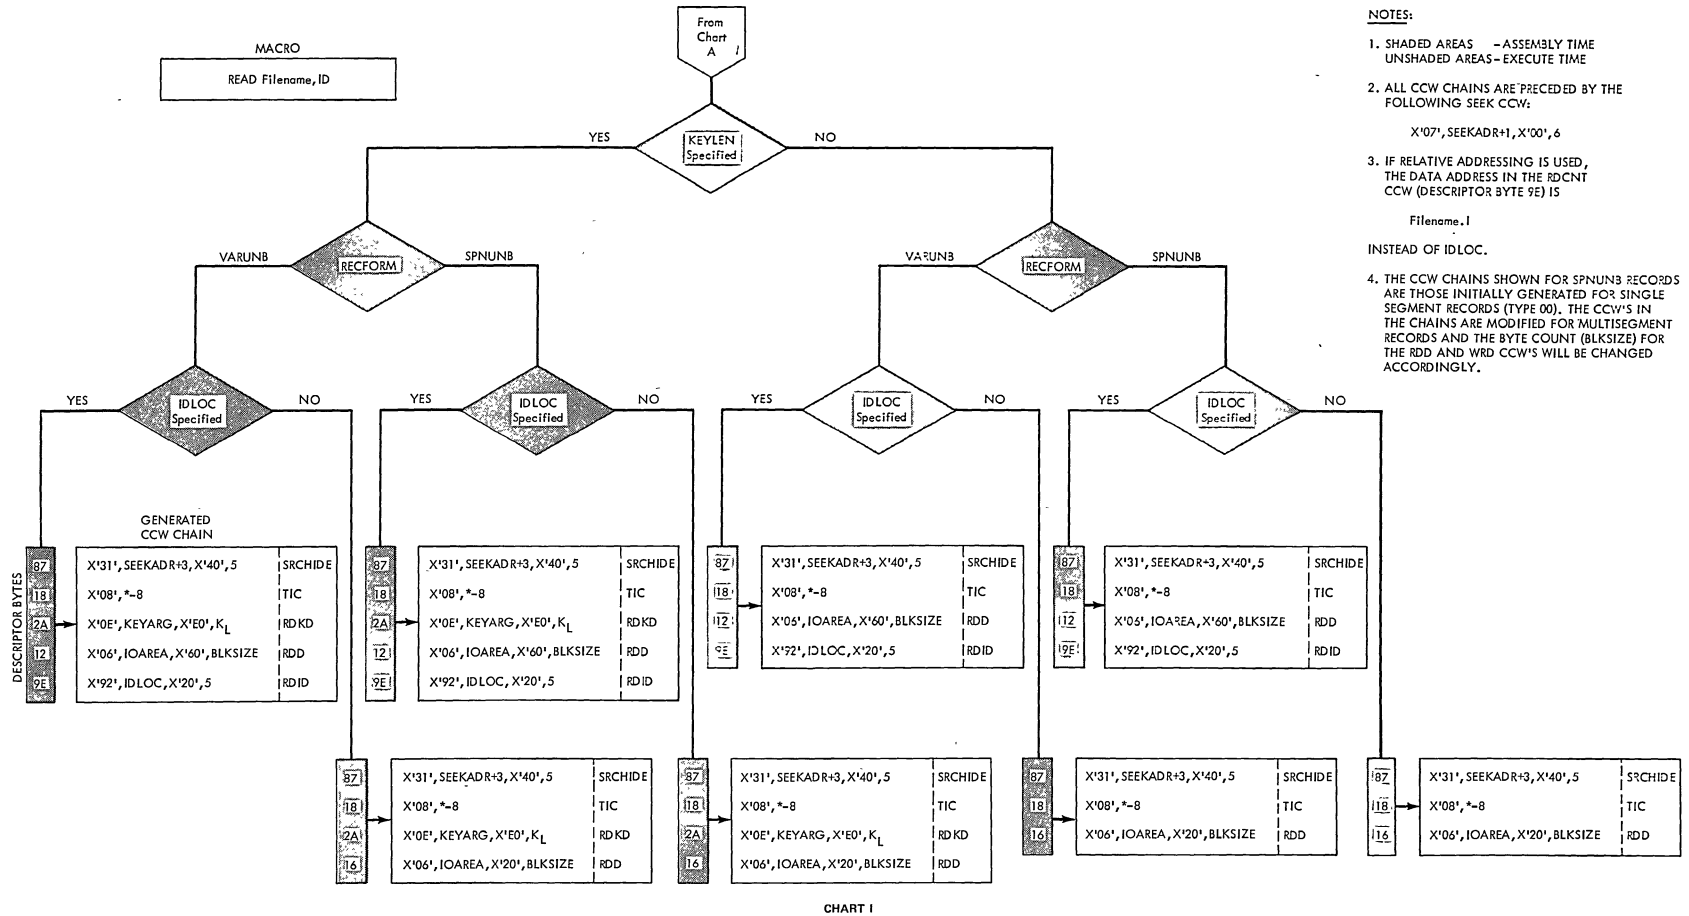 From
Chart
A 1
MACRO
READ Filename, ID
KEYLEN
Specified
YES
NO
RECFORM
VARUNB
SPNUNB
RECFORM
VARUNB
SPNUNB
IDLOC
Specified
YES
NO
IDLOC
Specified
YES
NO
IDLOC
Specified
YES
NO
IDLOC
Specified
YES
NO
NOTES:
1. SHADED AREAS - ASSEMBLY TIME
UNSHADED AREAS - EXECUTE TIME
2. ALL CCW CHAINS ARE PRECEDED BY THE
FOLLOWING SEEK CCW:
X'07', SEEKADR+1, X'00', 6
3. IF RELATIVE ADDRESSING IS USED,
THE DATA ADDRESS IN THE RDCNT
CCW (DESCRIPTOR BYTE 9E) IS
Filename.I
INSTEAD OF IDLOC.
4. THE CCW CHAINS SHOWN FOR SPNUNB RECORDS
ARE THOSE INITIALLY GENERATED FOR SINGLE
SEGMENT RECORDS (TYPE 00). THE CCW'S IN
THE CHAINS ARE MODIFIED FOR MULTISEGMENT
RECORDS AND THE BYTE COUNT (BLKSIZE) FOR
THE RDD AND WRD CCW'S WILL BE CHANGED
ACCORDINGLY.
DESCRIPTOR BYTES
GENERATED
CCW CHAIN
87 X'31', SEEKADR+3, X'40', 5 SRCHIDE
18 X'08', *-8 TIC
2A X'0E', KEYARG, X'E0', KL RDKD
12 X'06', IOAREA, X'60', BLKSIZE RDD
9E X'92', IDLOC, X'20', 5 RDID
87 X'31', SEEKADR+3, X'40', 5 SRCHIDE
18 X'08', *-8 TIC
2A X'0E', KEYARG, X'E0', KL RDKD
12 X'06', IOAREA, X'60', BLKSIZE RDD
9E X'92', IDLOC, X'20', 5 RDID
87 X'31', SEEKADR+3, X'40', 5 SRCHIDE
18 X'08', *-8 TIC
12 X'06', IOAREA, X'60', BLKSIZE RDD
9E X'92', IDLOC, X'20', 5 RDID
87 X'31', SEEKADR+3, X'40', 5 SRCHIDE
18 X'08', *-8 TIC
12 X'06', IOAREA, X'60', BLKSIZE RDD
9E X'92', IDLOC, X'20', 5 RDID
87 X'31', SEEKADR+3, X'40', 5 SRCHIDE
18 X'08', *-8 TIC
2A X'0E', KEYARG, X'E0', KL RDKD
16 X'06', IOAREA, X'20', BLKSIZE RDD
87 X'31', SEEKADR+3, X'40', 5 SRCHIDE
18 X'08', *-8 TIC
2A X'0E', KEYARG, X'E0', KL RDKD
16 X'06', IOAREA, X'20', BLKSIZE RDD
87 X'31', SEEKADR+3, X'40', 5 SRCHIDE
18 X'08', *-8 TIC
16 X'06', IOAREA, X'20', BLKSIZE RDD
87 X'31', SEEKADR+3, X'40', 5 SRCHIDE
18 X'08', *-8 TIC
16 X'06', IOAREA, X'20', BLKSIZE RDD
CHART I